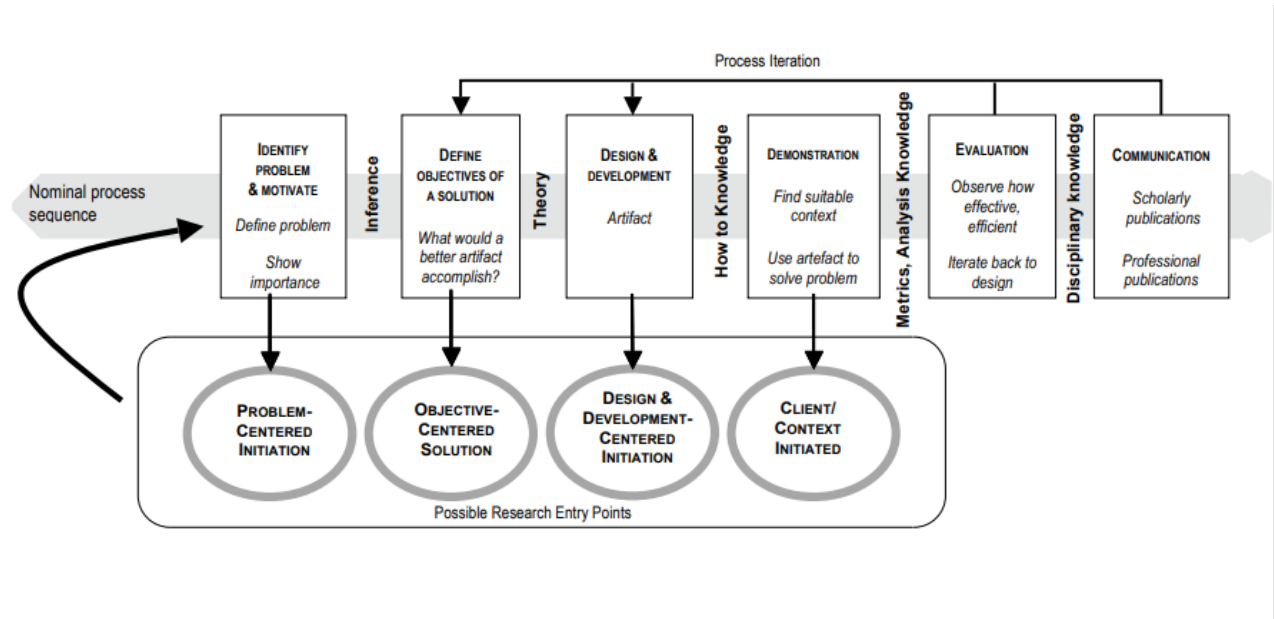 Process Iteration
Nominal process
sequence
IDENTIFY
PROBLEM
& MOTIVATE
Define problem
Show
importance
Inference
DEFINE
OBJECTIVES OF
A SOLUTION
What would a
better artifact
accomplish?
Theory
DESIGN &
DEVELOPMENT
Artifact
How to Knowledge
DEMONSTRATION
Find suitable
context
Use artefact to
solve problem
Metrics, Analysis Knowledge
EVALUATION
Observe how
effective,
efficient
Iterate back to
design
Disciplinary knowledge
COMMUNICATION
Scholarly
publications
Professional
publications
PROBLEM-
CENTERED
INITIATION
OBJECTIVE-
CENTERED
SOLUTION
DESIGN &
DEVELOPMENT-
CENTERED
INITIATION
CLIENT/
CONTEXT
INITIATED
Possible Research Entry Points